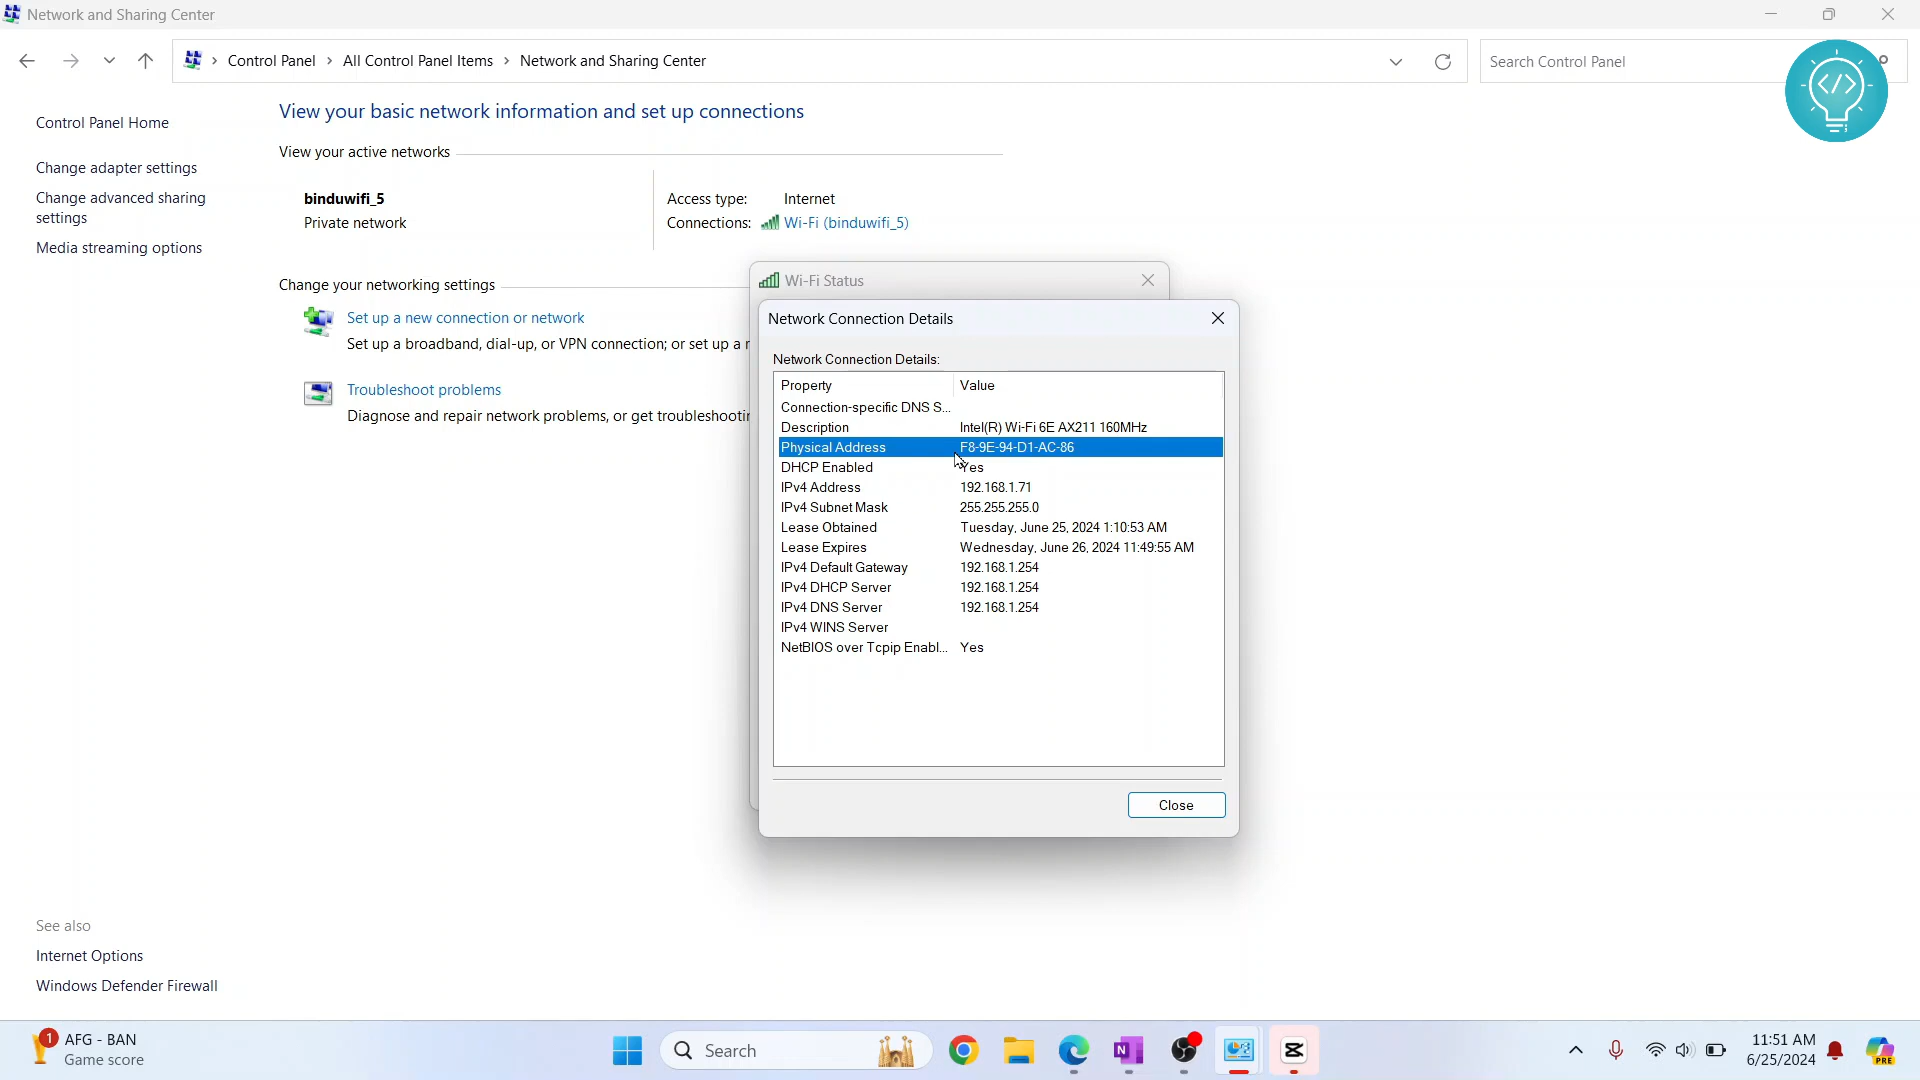 Network and Sharing Center
Control Panel > All Control Panel Items > Network and Sharing Center
Search Control Panel
</>
Control Panel Home
Change adapter settings
Change advanced sharing
settings
Media streaming options
View your basic network information and set up connections
View your active networks
binduwifi_5
Private network
Access type: Internet
Connections: Wi-Fi (binduwifi_5)
Change your networking settings
Set up a new connection or network
Set up a broadband, dial-up, or VPN connection; or set up a
Troubleshoot problems
Diagnose and repair network problems, or get
Wi-Fi Status
Network Connection Details
Network Connection Details:
Property Value
Connection-specific DNS S...
Description Intel(R) Wi-Fi 6E AX211 160MHz
Physical Address F8-9E-94-D1-AC-86
DHCP Enabled Yes
IPv4 Address 192.168.1.71
IPv4 Subnet Mask 255.255.255.0
Lease Obtained Tuesday, June 25, 2024 1:10:53 AM
Lease Expires Wednesday, June 26, 2024 11:49:55 AM
IPv4 Default Gateway 192.168.1.254
IPv4 DHCP Server 192.168.1.254
IPv4 DNS Server 192.168.1.254
IPv4 WINS Server
NetBIOS over Tcpip Enabl... Yes
Close
See also
Internet Options
Windows Defender Firewall
1
AFG - BAN
Game score
Search
N
PRE
11:51 AM
6/25/2024